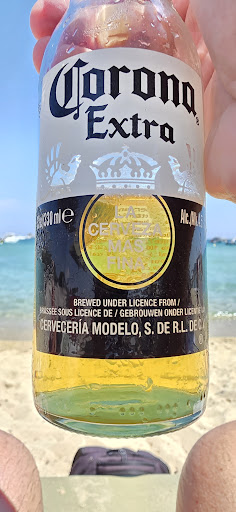 Corona
Extra
330 ml e
LA
CERVEZA
MAS
FINA
BREWED UNDER LICENCE FROM /
BRASSÉE SOUS LICENCE DE / GEBROUWEN ONDER LICENTIE
CERVECERÍA MODELO, S. DE R.L. DE C.